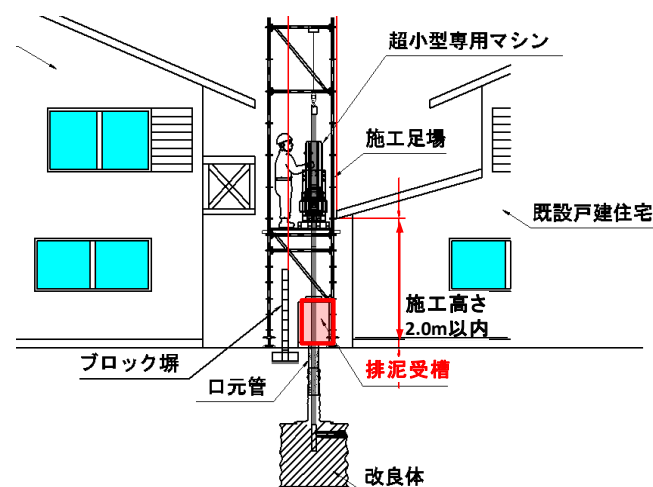 超小型専用マシン
施工足場
既設戸建住宅
施工高さ
2.0m以内
ブロック塀
排泥受槽
口元管
改良体